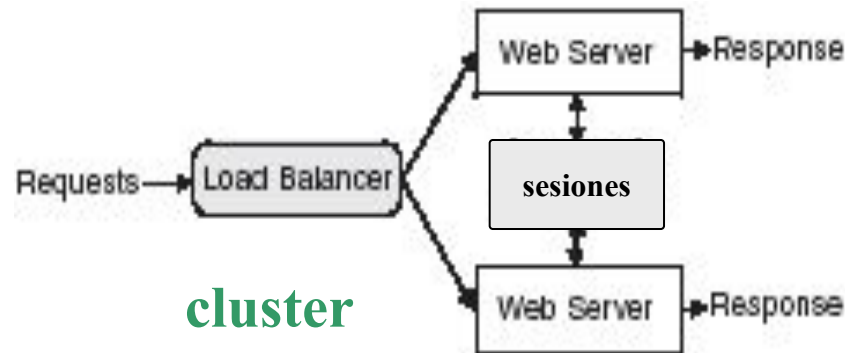 Web Server
Response
Requests
Load Balancer
sesiones
cluster
Web Server
Response